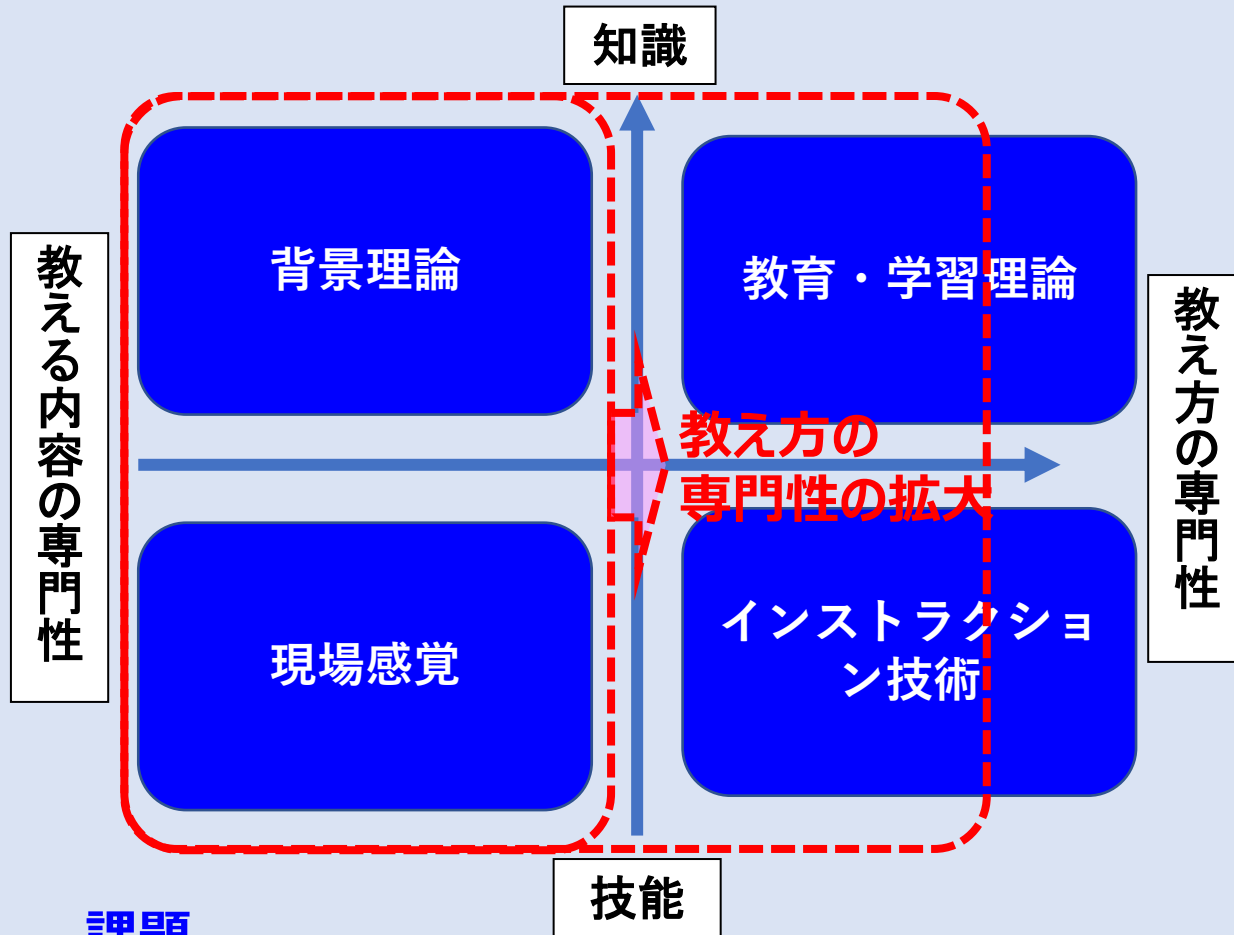 知識
背景理論
教育・学習理論
教える内容の専門性
教え方の専門性
教え方の
専門性の拡大
現場感覚
インストラクショ
ン技術
技能
課題